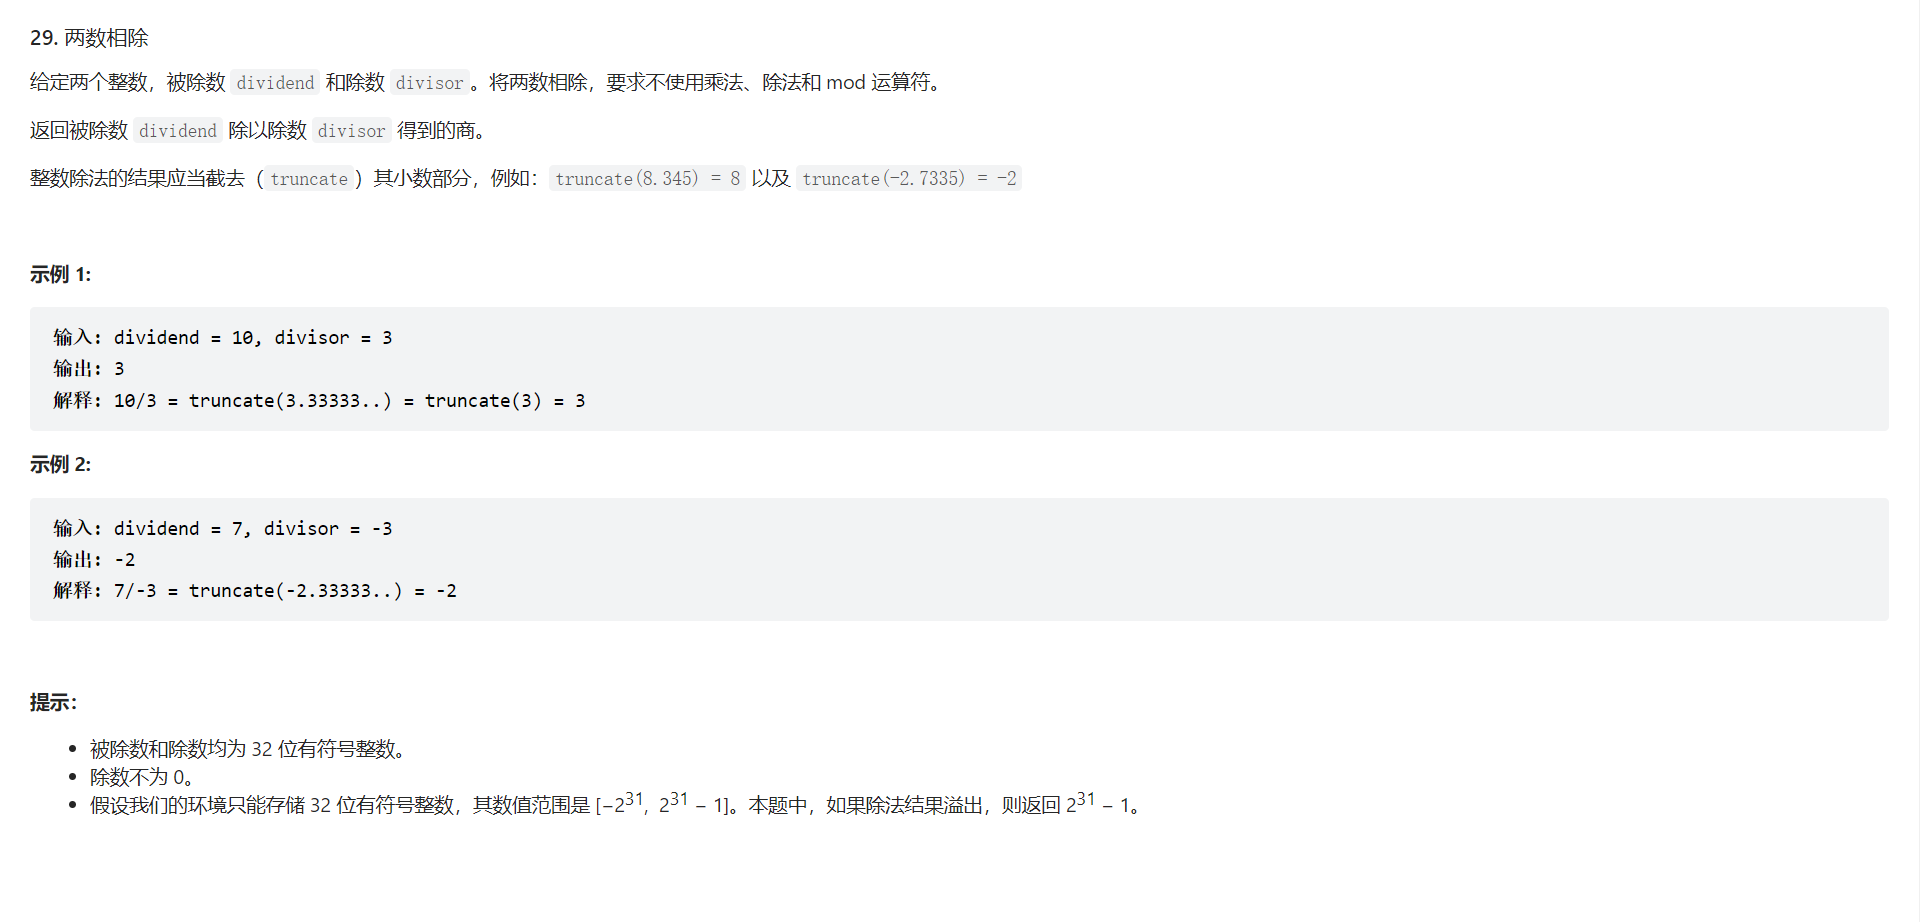 29. 两数相除
给定两个整数，被除数 dividend 和除数 divisor。将两数相除，要求不使用乘法、除法和 mod 运算符。
返回被除数 dividend 除以除数 divisor 得到的商。
整数除法的结果应当截去（truncate）其小数部分，例如：truncate(8.345) = 8 以及 truncate(-2.7335) = -2
示例 1:
输入: dividend = 10, divisor = 3
输出: 3
解释: 10/3 = truncate(3.33333..) = truncate(3) = 3
示例 2:
输入: dividend = 7, divisor = -3
输出: -2
解释: 7/-3 = truncate(-2.33333..) = -2
提示：
• 被除数和除数均为 32 位有符号整数。
• 除数不为 0。
• 假设我们的环境只能存储 32 位有符号整数，其数值范围是 [−2³¹, 2³¹ − 1]。本题中，如果除法结果溢出，则返回 2³¹ − 1。